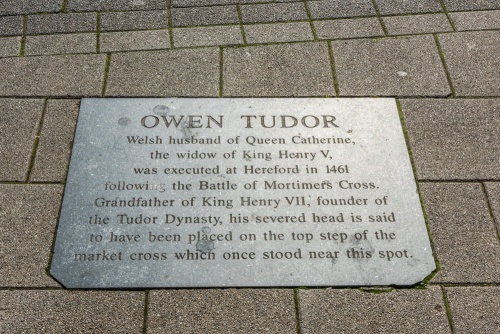 OWEN TUDOR
Welsh husband of Queen Catherine,
the widow of King Henry V,
was executed at Hereford in 1461
following the Battle of Mortimers Cross.
Grandfather of King Henry VII, founder of
the Tudor Dynasty, his severed head is said
to have been placed on the top step of the
market cross which once stood near this spot.